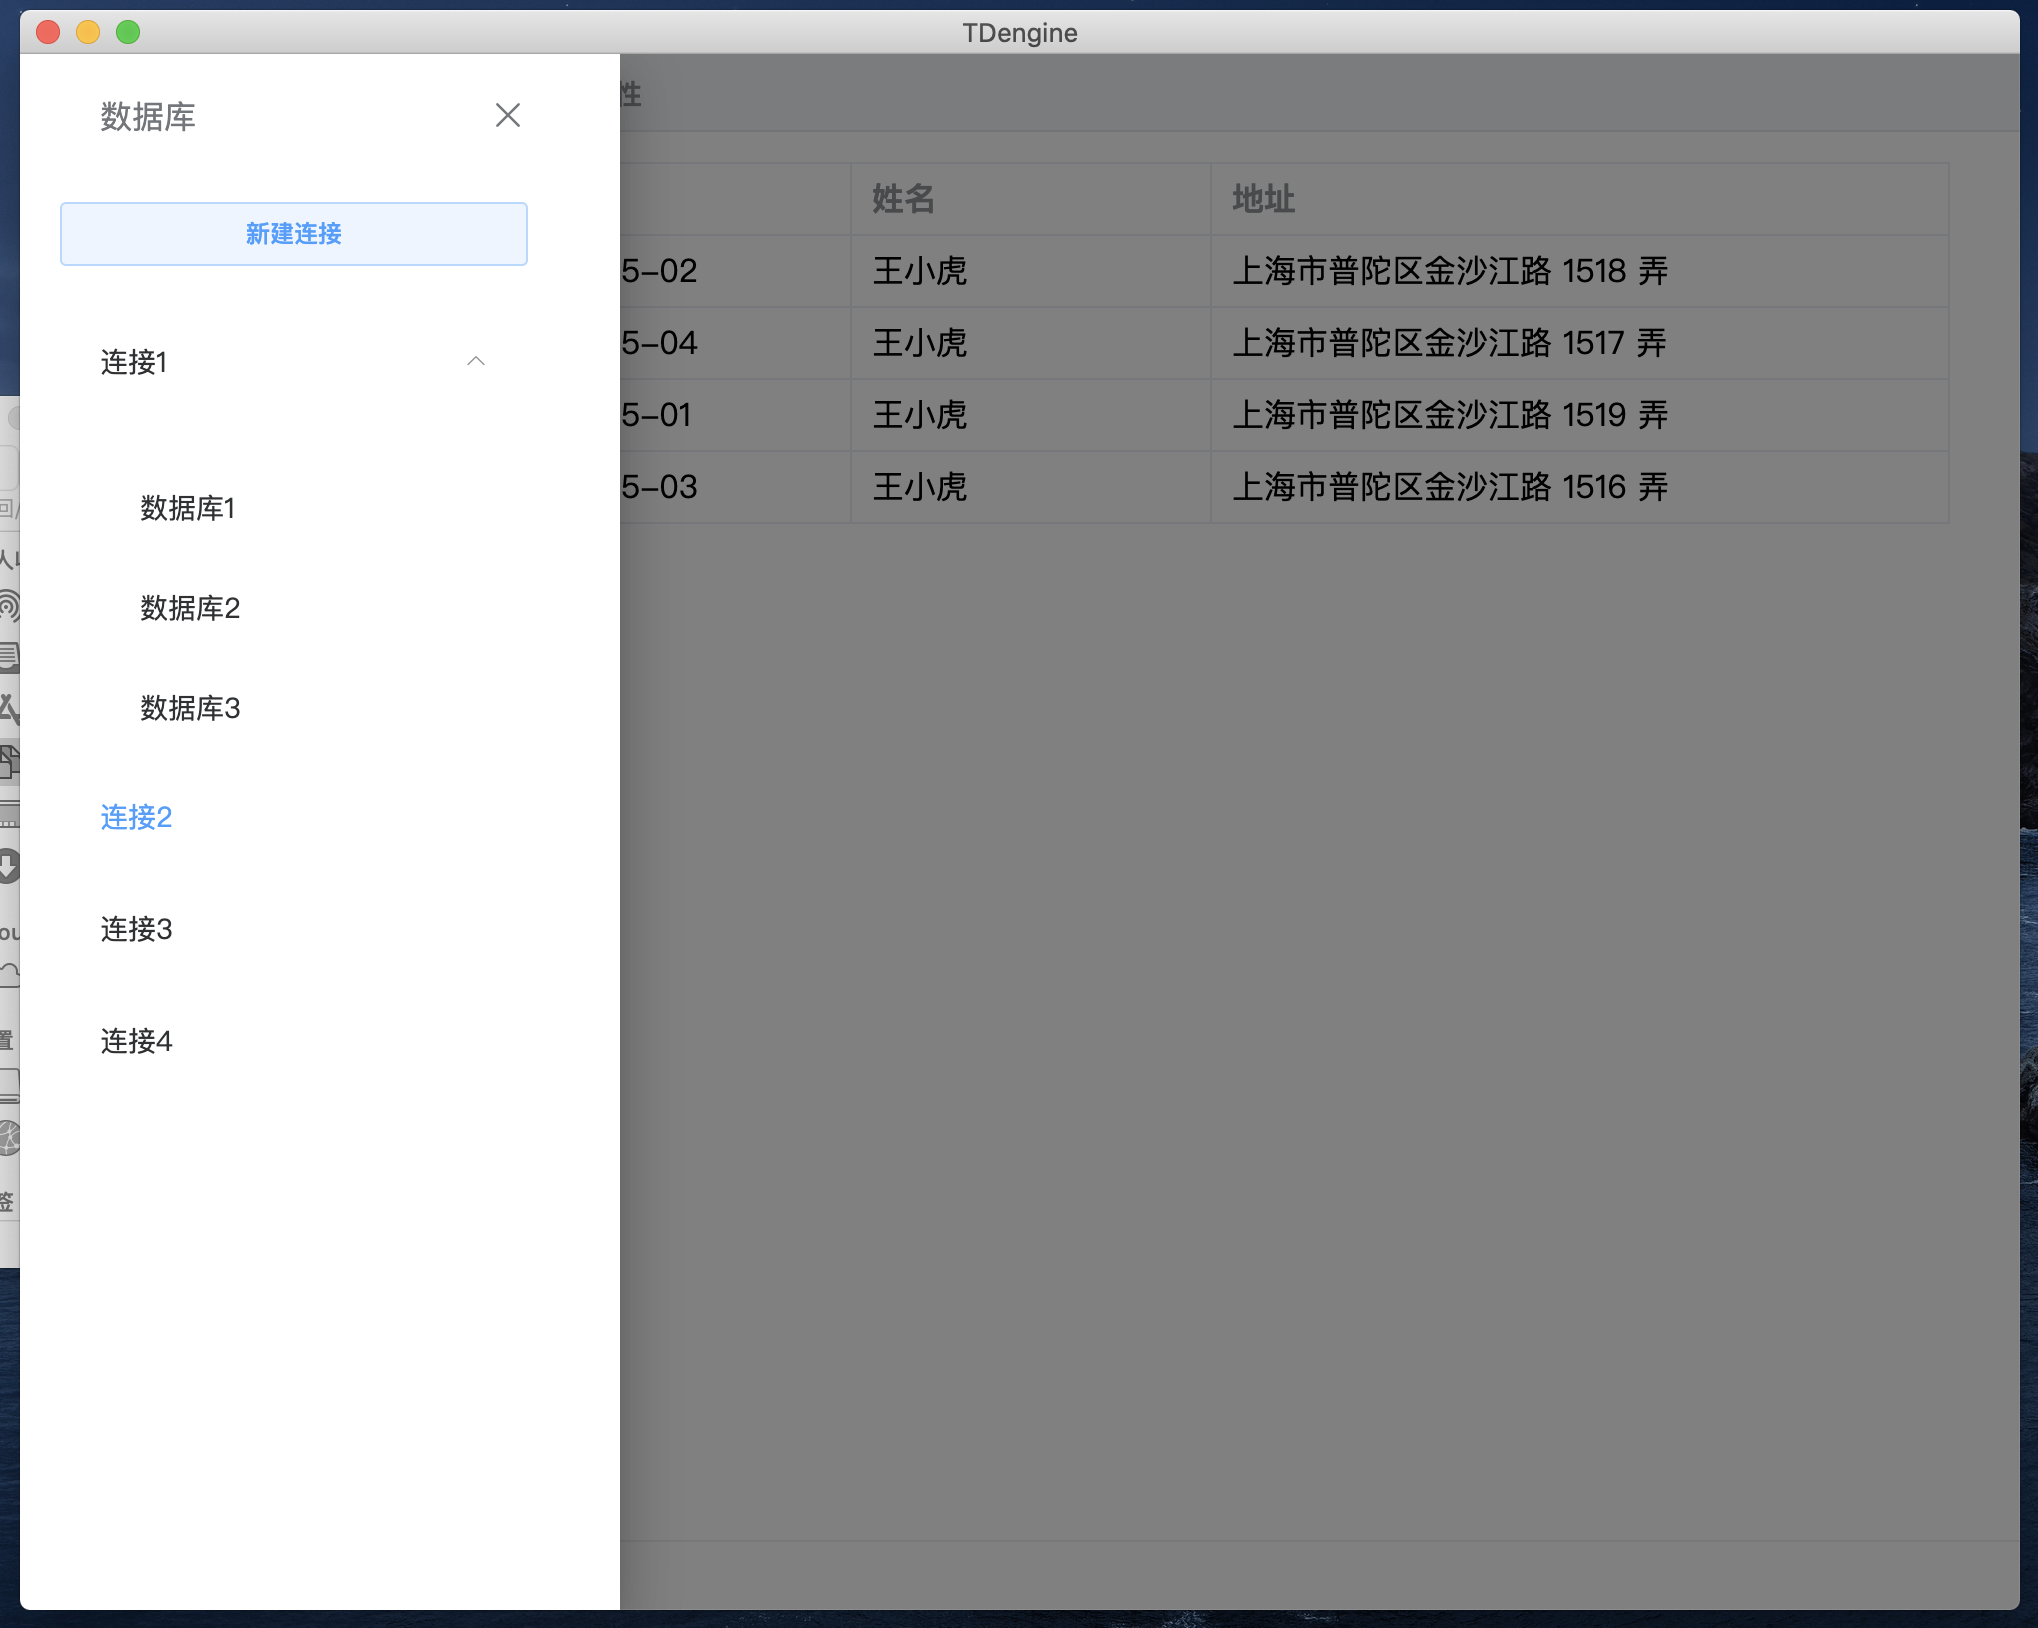 TDengine
数据库
性
新建连接
姓名 地址
5-02 王小虎 上海市普陀区金沙江路 1518 弄
5-04 王小虎 上海市普陀区金沙江路 1517 弄
5-01 王小虎 上海市普陀区金沙江路 1519 弄
5-03 王小虎 上海市普陀区金沙江路 1516 弄
连接1
数据库1
数据库2
数据库3
连接2
连接3
连接4
置
签